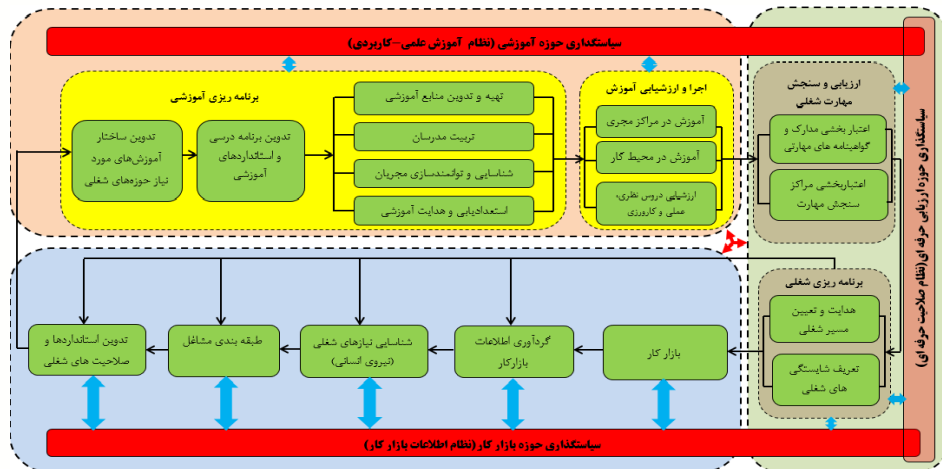 سیاستگذاری حوزه آموزشی (نظام آموزش علمی-کاربردی)
برنامه ریزی آموزشی
تدوین ساختار
آموزش‌های مورد
نیاز حوزه‌های شغلی
تدوین برنامه درسی
و استانداردهای
آموزشی
تهیه و تدوین منابع آموزشی
تربیت مدرسان
شناسایی و توانمندسازی مجریان
استعدادیابی و هدایت آموزشی
اجرا و ارزشیابی آموزش
آموزش در مراکز مجری
آموزش در محیط کار
ارزشیابی دروس نظری،
عملی و کارورزی
ارزیابی و سنجش
مهارت شغلی
اعتبار بخشی مدارک و
گواهینامه های مهارتی
اعتباربخشی مراکز
سنجش مهارت
سیاستگذاری حوزه ارزیابی حرفه ای(نظام صلاحیت حرفه ای)
برنامه ریزی شغلی
هدایت و تعیین
مسیر شغلی
تعریف شایستگی
های شغلی
بازار کار
گردآوری اطلاعات
بازارکار
شناسایی نیازهای شغلی
(نیروی انسانی)
طبقه بندی مشاغل
تدوین استانداردها و
صلاحیت های شغلی
سیاستگذاری حوزه بازار کار(نظام اطلاعات بازار کار)